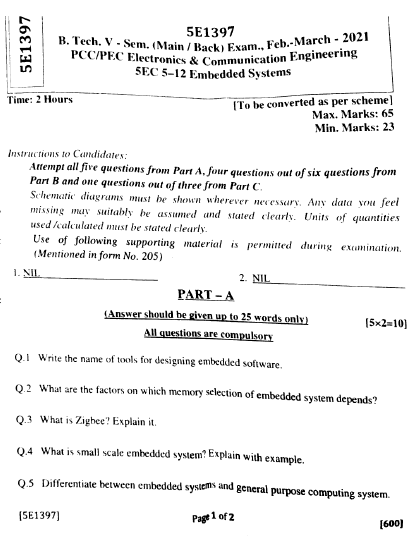 5E1397
5E1397
B. Tech. V - Sem. (Main / Back) Exam., Feb.-March - 2021
PCC/PEC Electronics & Communication Engineering
5EC 5–12 Embedded Systems
Time: 2 Hours
[To be converted as per scheme]
Max. Marks: 65
Min. Marks: 23
Instructions to Candidates:
Attempt all five questions from Part A, four questions out of six questions from
Part B and one questions out of three from Part C.
Schematic diagrams must be shown wherever necessary. Any data you feel
missing may suitably be assumed and stated clearly. Units of quantities
used /calculated must be stated clearly.
Use of following supporting material is permitted during examination.
(Mentioned in form No. 205)
1. NIL
2. NIL
PART – A
(Answer should be given up to 25 words only)
[5×2=10]
All questions are compulsory
Q.1 Write the name of tools for designing embedded software.
Q.2 What are the factors on which memory selection of embedded system depends?
Q.3 What is Zigbee? Explain it.
Q.4 What is small scale embedded system? Explain with example.
Q.5 Differentiate between embedded systems and general purpose computing system.
[5E1397]
Page 1 of 2
[600]